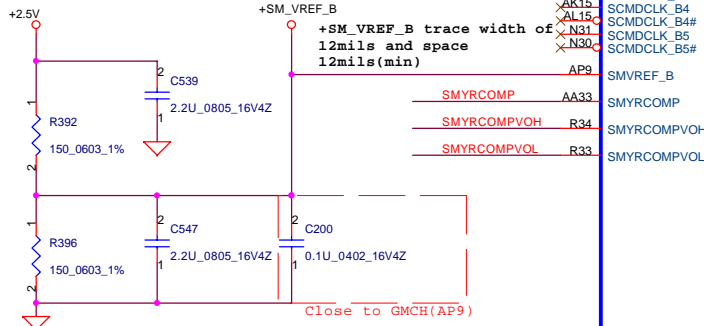 +2.5V
+SM_VREF_B
+SM_VREF_B trace width of
12mils and space
12mils(min)
AK15
SCMDCLK_B4
AL15
SCMDCLK_B4#
N31
SCMDCLK_B5
N30
SCMDCLK_B5#
AP9
SMVREF_B
SMYRCOMP
AA33
SMYRCOMP
SMYRCOMPVOH
R34
SMYRCOMPVOH
SMYRCOMPVOL
R33
SMYRCOMPVOL
2
C539
2.2U_0805_16V4Z
1
1
R392
150_0603_1%
2
1
R396
150_0603_1%
2
2
C547
2.2U_0805_16V4Z
1
2
C200
0.1U_0402_16V4Z
1
Close to GMCH(AP9)